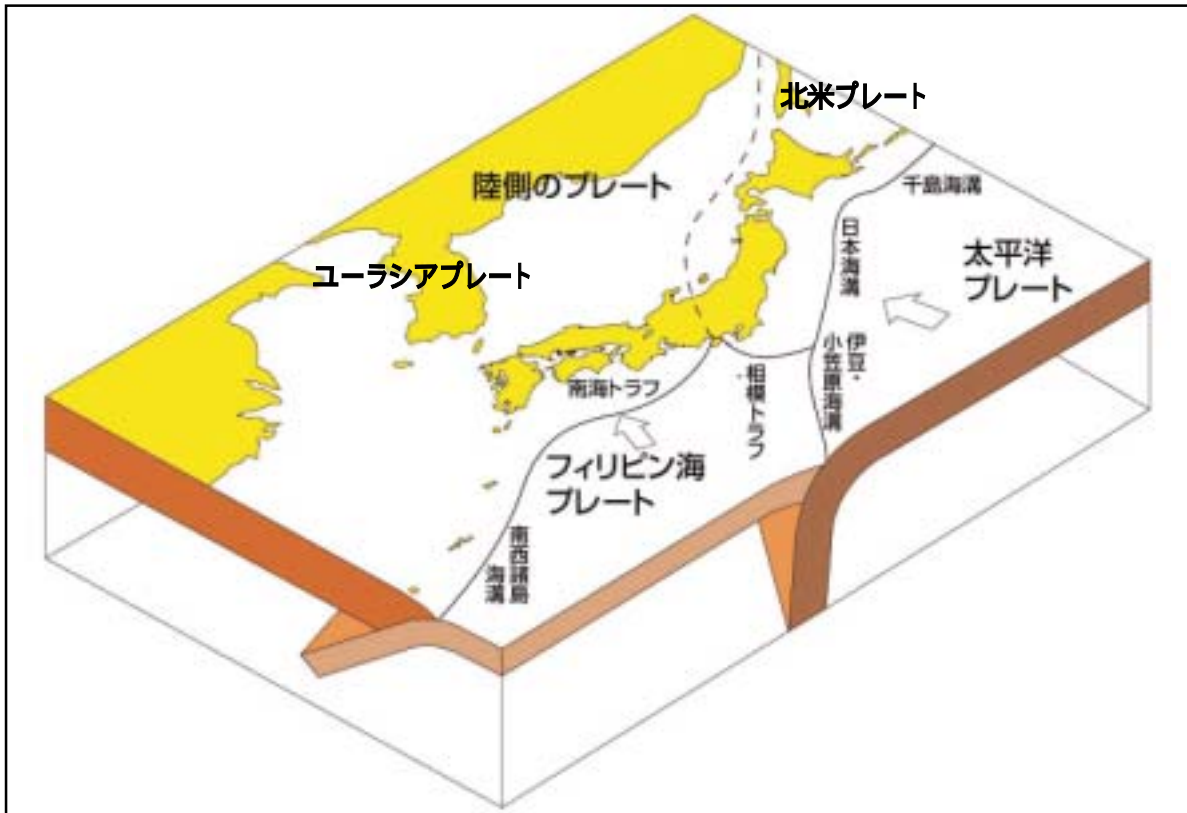 北米プレート
陸側のプレート
千島海溝
ユーラシアプレート
日本海溝
太平洋
プレート
伊豆・
小笠原海溝
南海トラフ
相模トラフ
フィリピン海
プレート
南西諸島
海溝